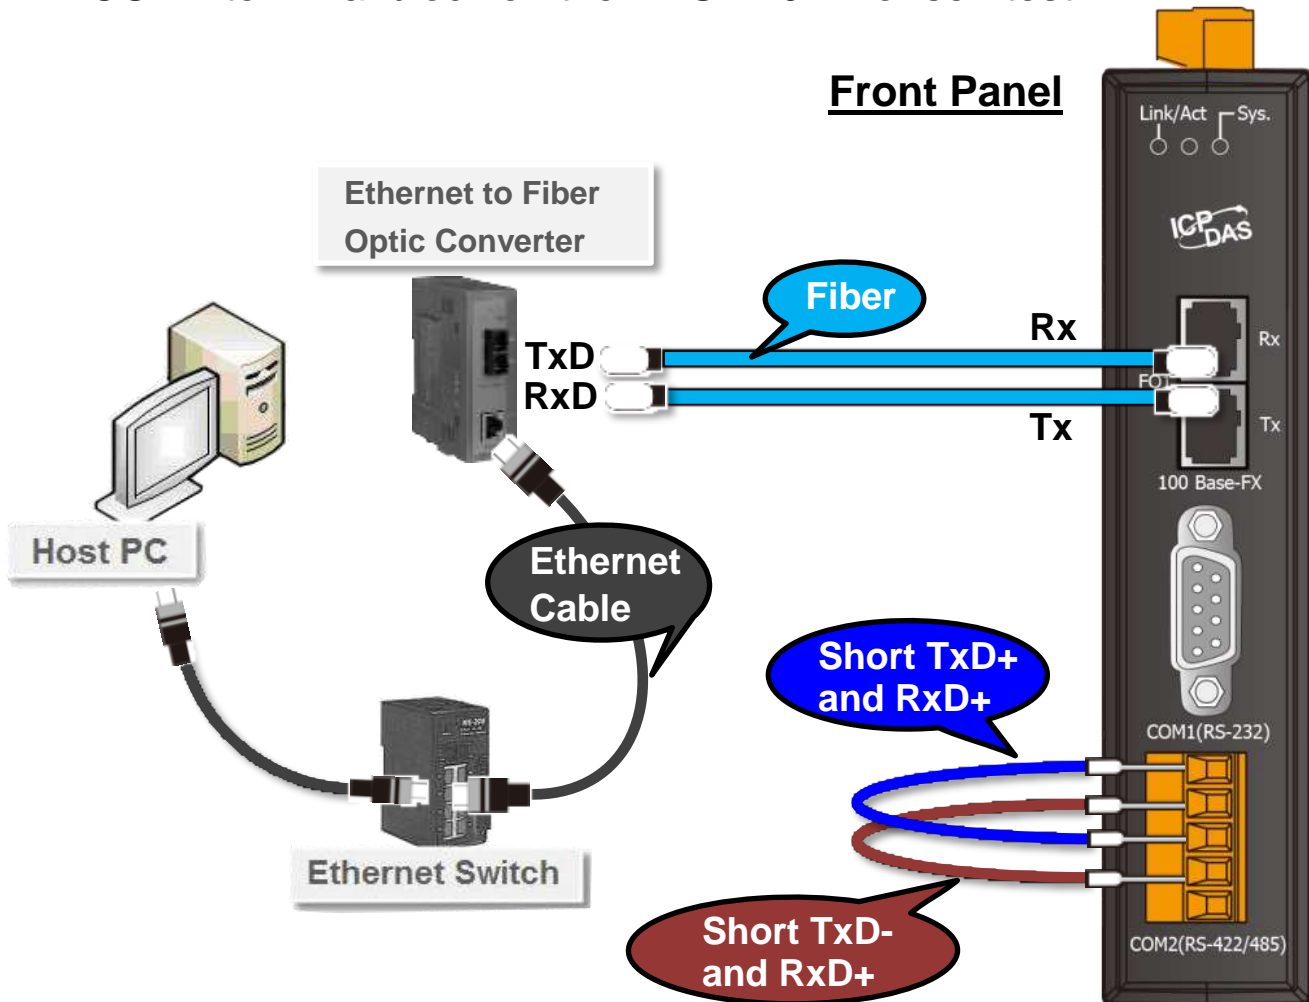 Front Panel
Link/Act
Sys.
ICP
DAS
Ethernet to Fiber
Optic Converter
Fiber
Rx
Rx
TxD
RxD
Tx
Tx
100 Base-FX
Host PC
Ethernet
Cable
Short TxD+
and RxD+
COM1(RS-232)
Ethernet Switch
Short TxD-
and RxD+
COM2(RS-422/485)